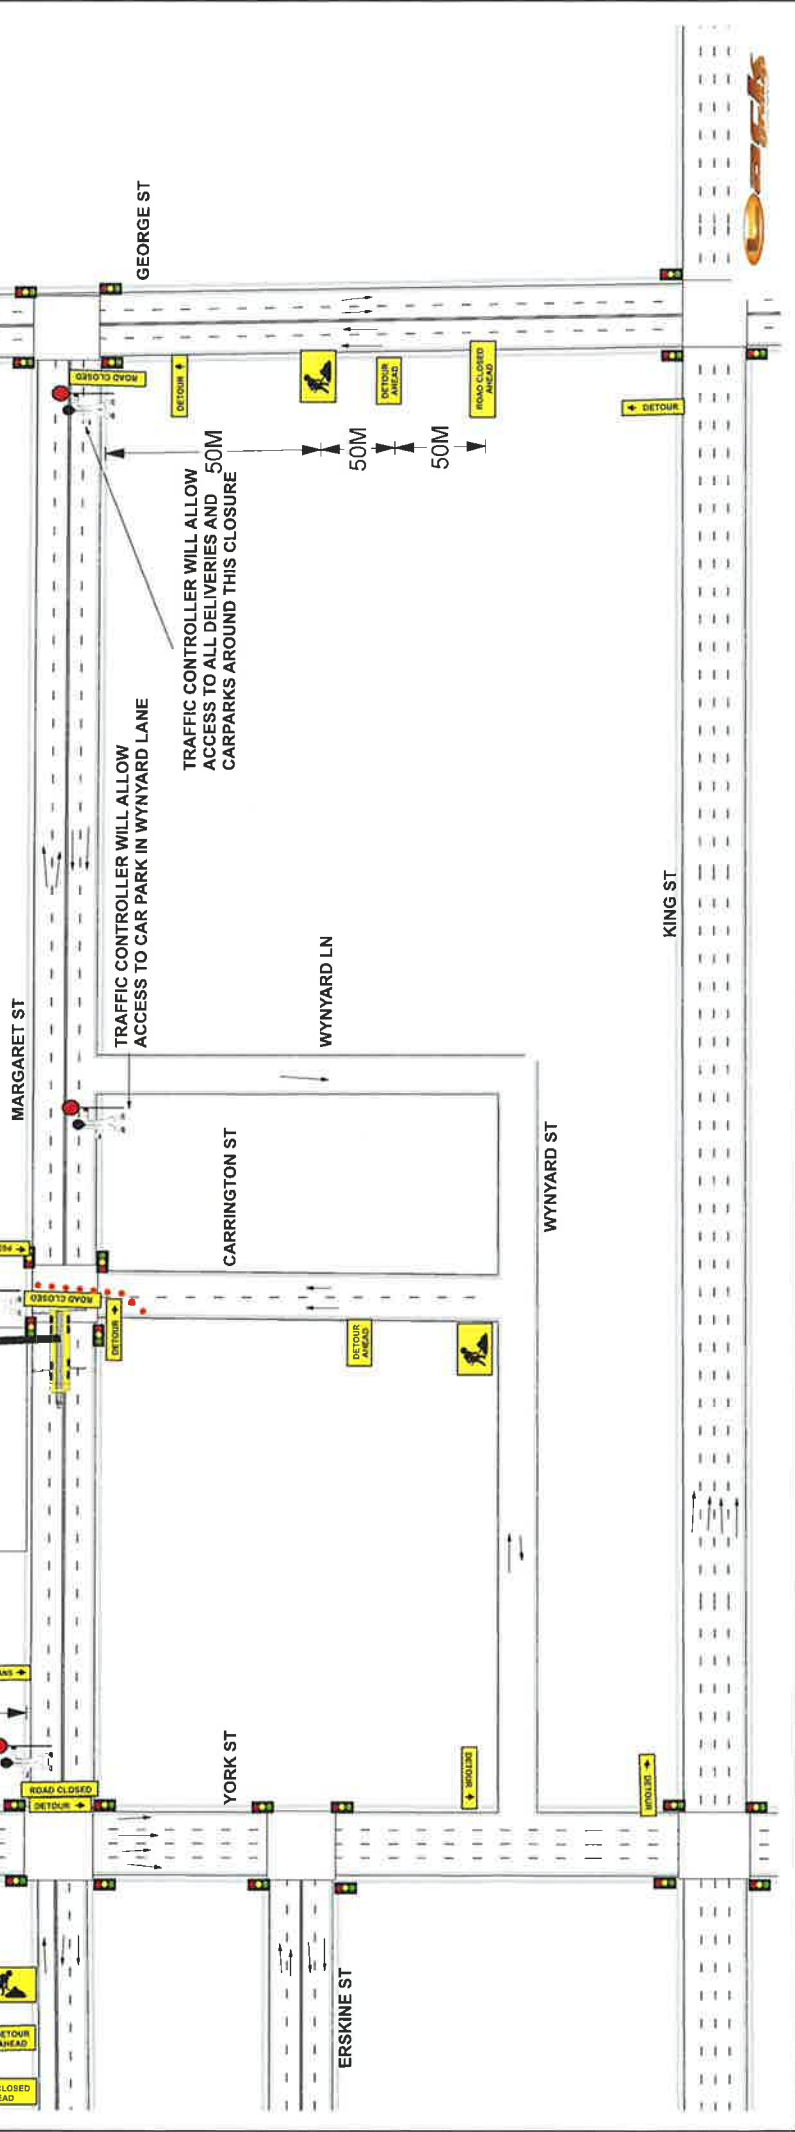 MARGARET ST
GEORGE ST
ROAD CLOSED
DETOUR
DETOUR
AHEAD
ROAD CLOSED
AHEAD
DETOUR
50M
50M
50M
TRAFFIC CONTROLLER WILL ALLOW
ACCESS TO ALL DELIVERIES AND
CARPARKS AROUND THIS CLOSURE
TRAFFIC CONTROLLER WILL ALLOW
ACCESS TO CAR PARK IN WYNYARD LANE
WYNYARD LN
KING ST
CARRINGTON ST
WYNYARD ST
ROAD CLOSED
DETOUR
DETOUR
AHEAD
YORK ST
ROAD CLOSED
DETOUR
DETOUR
DETOUR
ERSKINE ST
DETOUR
AHEAD
CLOSED